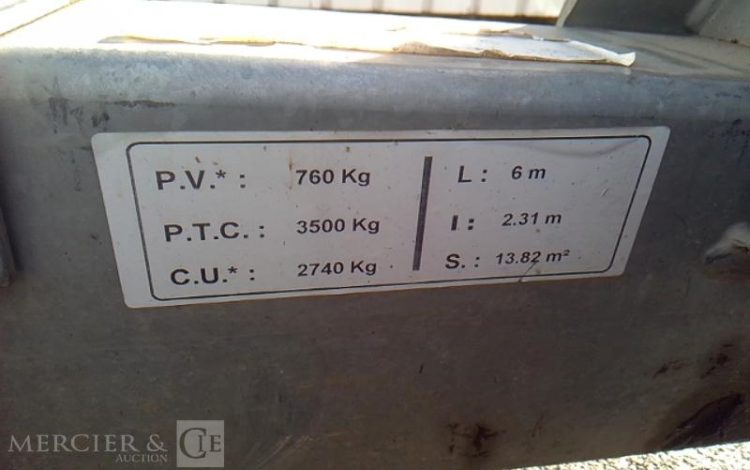 P.V.* : 760 Kg
P.T.C. : 3500 Kg
C.U.* : 2740 Kg
L : 6 m
l : 2.31 m
S. : 13.82 m²
MERCIER & CIE
AUCTION